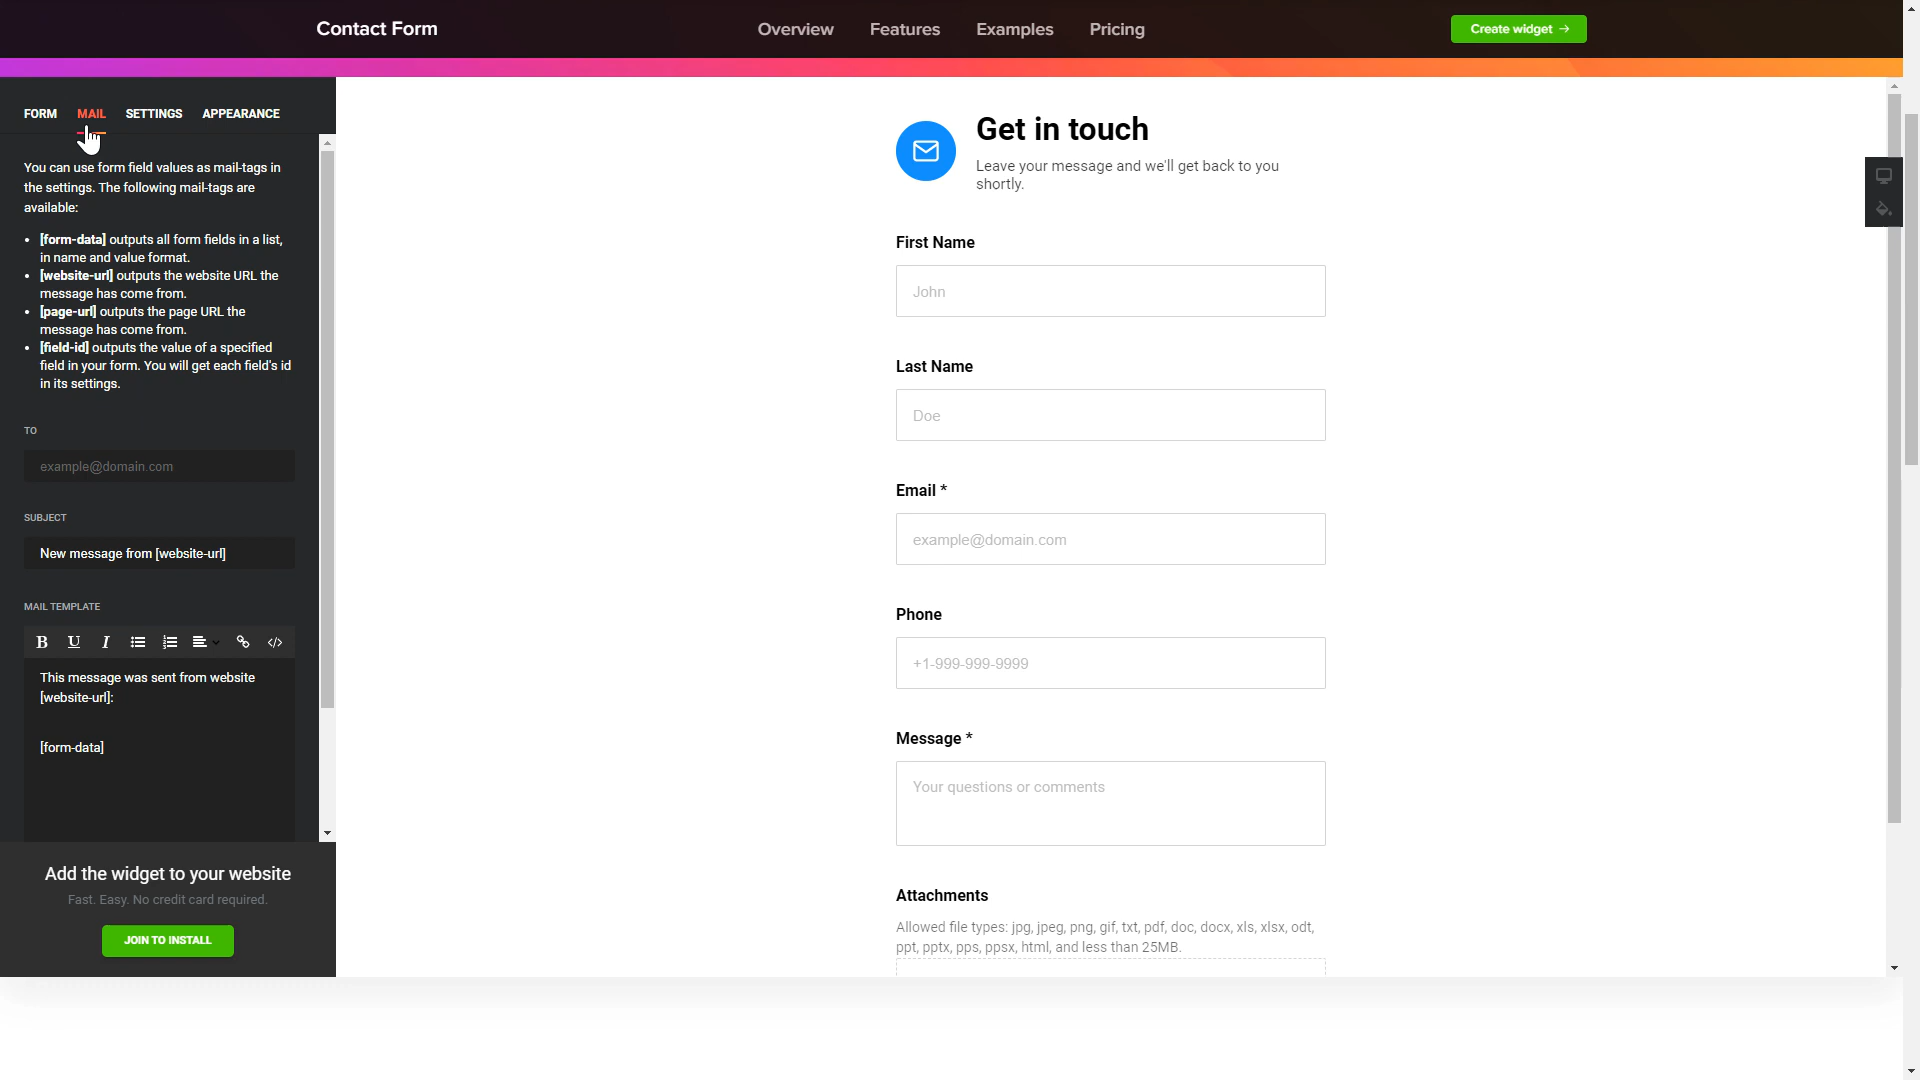 Contact Form
Overview
Features
Examples
Pricing
Create widget →
FORM
MAIL
SETTINGS
APPEARANCE
You can use form field values as mail-tags in
the settings. The following mail-tags are
available:
• [form-data] outputs all form fields in a list,
in name and value format.
• [website-url] outputs the website URL the
message has come from.
• [page-url] outputs the page URL the
message has come from.
• [field-id] outputs the value of a specified
field in your form. You will get each field's id
in its settings.
TO
example@domain.com
SUBJECT
New message from [website-url]
MAIL TEMPLATE
B U I </>
This message was sent from website
[website-url]:
[form-data]
Add the widget to your website
Fast. Easy. No credit card required.
JOIN TO INSTALL
Get in touch
Leave your message and we'll get back to you
shortly.
First Name
John
Last Name
Doe
Email *
example@domain.com
Phone
+1-999-999-9999
Message *
Your questions or comments
Attachments
Allowed file types: jpg, jpeg, png, gif, txt, pdf, doc, docx, xls, xlsx, odt,
ppt, pptx, pps, ppsx, html, and less than 25MB.